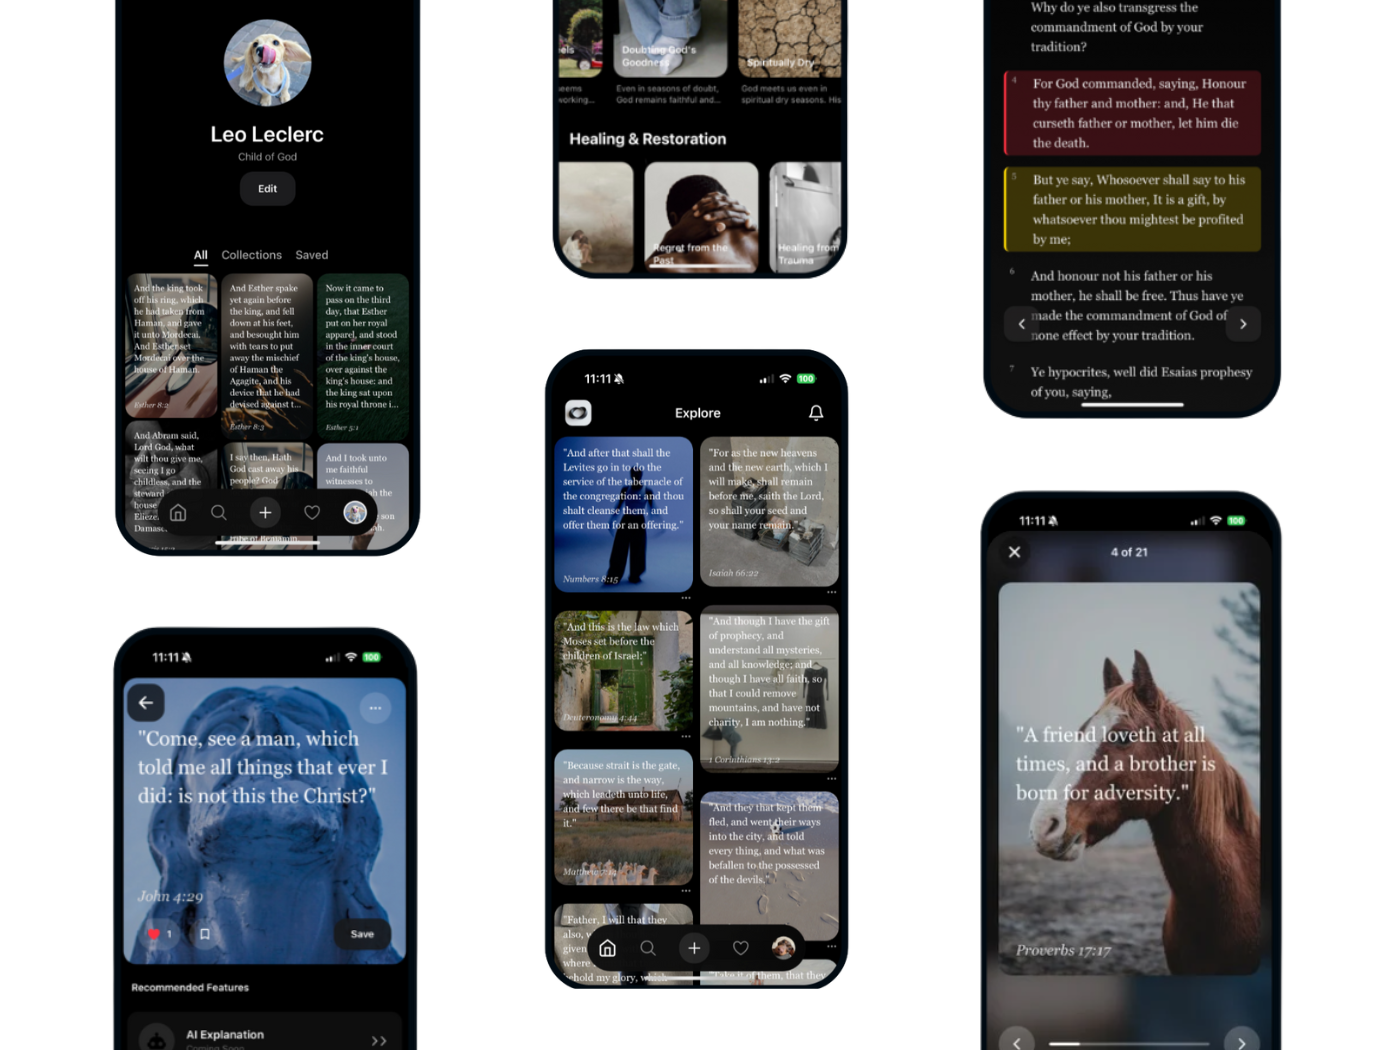 Leo Leclerc
Child of God
Edit
All Collections Saved
And the king took
off his ring, which
he had taken from
Haman, and gave
it unto Mordecai.
And Esther set
Mordecai over the
house of Haman.
Esther 8:2
And Esther spake
yet again before
the king, and fell
down at his feet,
and besought him
with tears to put
away the mischief
of Haman the
Agagite, and his
device that he had
devised against t...
Esther 8:3
Now it came to
pass on the third
day, that Esther
put on her royal
apparel, and stood
in the inner court
of the king's house,
over against the
king's house: and
the king sat upon
his royal throne i...
Esther 5:1
And Abram said,
Lord God, what
wilt thou give me,
seeing I go
childless, and the
steward
house
Eliez
Damasc
I say then, Hath
God cast away his
people? God
tribe of Benjamin.
And I took unto
me faithful
witnesses to
ah the
son
ah.
11:11
100
"Come, see a man, which
told me all things that ever I
did: is not this the Christ?"
John 4:29
1
Save
Recommended Features
AI Explanation
Coming Soon
els
Doubting God's
Goodness
Spiritually Dry
seems
working...
Even in seasons of doubt,
God remains faithful and...
God meets us even in
spiritual dry seasons. His
Healing & Restoration
Regret from the
Past
Healing from
Trauma
11:11
100
Explore
"And after that shall the
Levites go in to do the
service of the tabernacle of
the congregation: and thou
shalt cleanse them, and
offer them for an offering."
Numbers 8:15
"For as the new heavens
and the new earth, which I
will make, shall remain
before me, saith the Lord,
so shall your seed and
your name remain."
Isaiah 66:22
"And this is the law which
Moses set before the
children of Israel:"
Deuteronomy 4:44
"And though I have the gift
of prophecy, and
understand all mysteries,
and all knowledge; and
though I have all faith, so
that I could remove
mountains, and have not
charity, I am nothing."
1 Corinthians 13:2
"Because strait is the gate,
and narrow is the way,
which leadeth unto life,
and few there be that find
it."
Matthew 7:14
"And they that kept them
fled, and went their ways
into the city, and told
every thing, and what was
befallen to the possessed
of the devils."
"Father, I will that they
also, w
given
where
behold my glory, which
"Take it of them, that they
Why do ye also transgress the
commandment of God by your
tradition?
4 For God commanded, saying, Honour
thy father and mother: and, He that
curseth father or mother, let him die
the death.
5 But ye say, Whosoever shall say to his
father or his mother, It is a gift, by
whatsoever thou mightest be profited
by me;
6 And honour not his father or his
mother, he shall be free. Thus have ye
made the commandment of God of
none effect by your tradition.
7 Ye hypocrites, well did Esaias prophesy
of you, saying,
11:11
100
4 of 21
"A friend loveth at all
times, and a brother is
born for adversity."
Proverbs 17:17